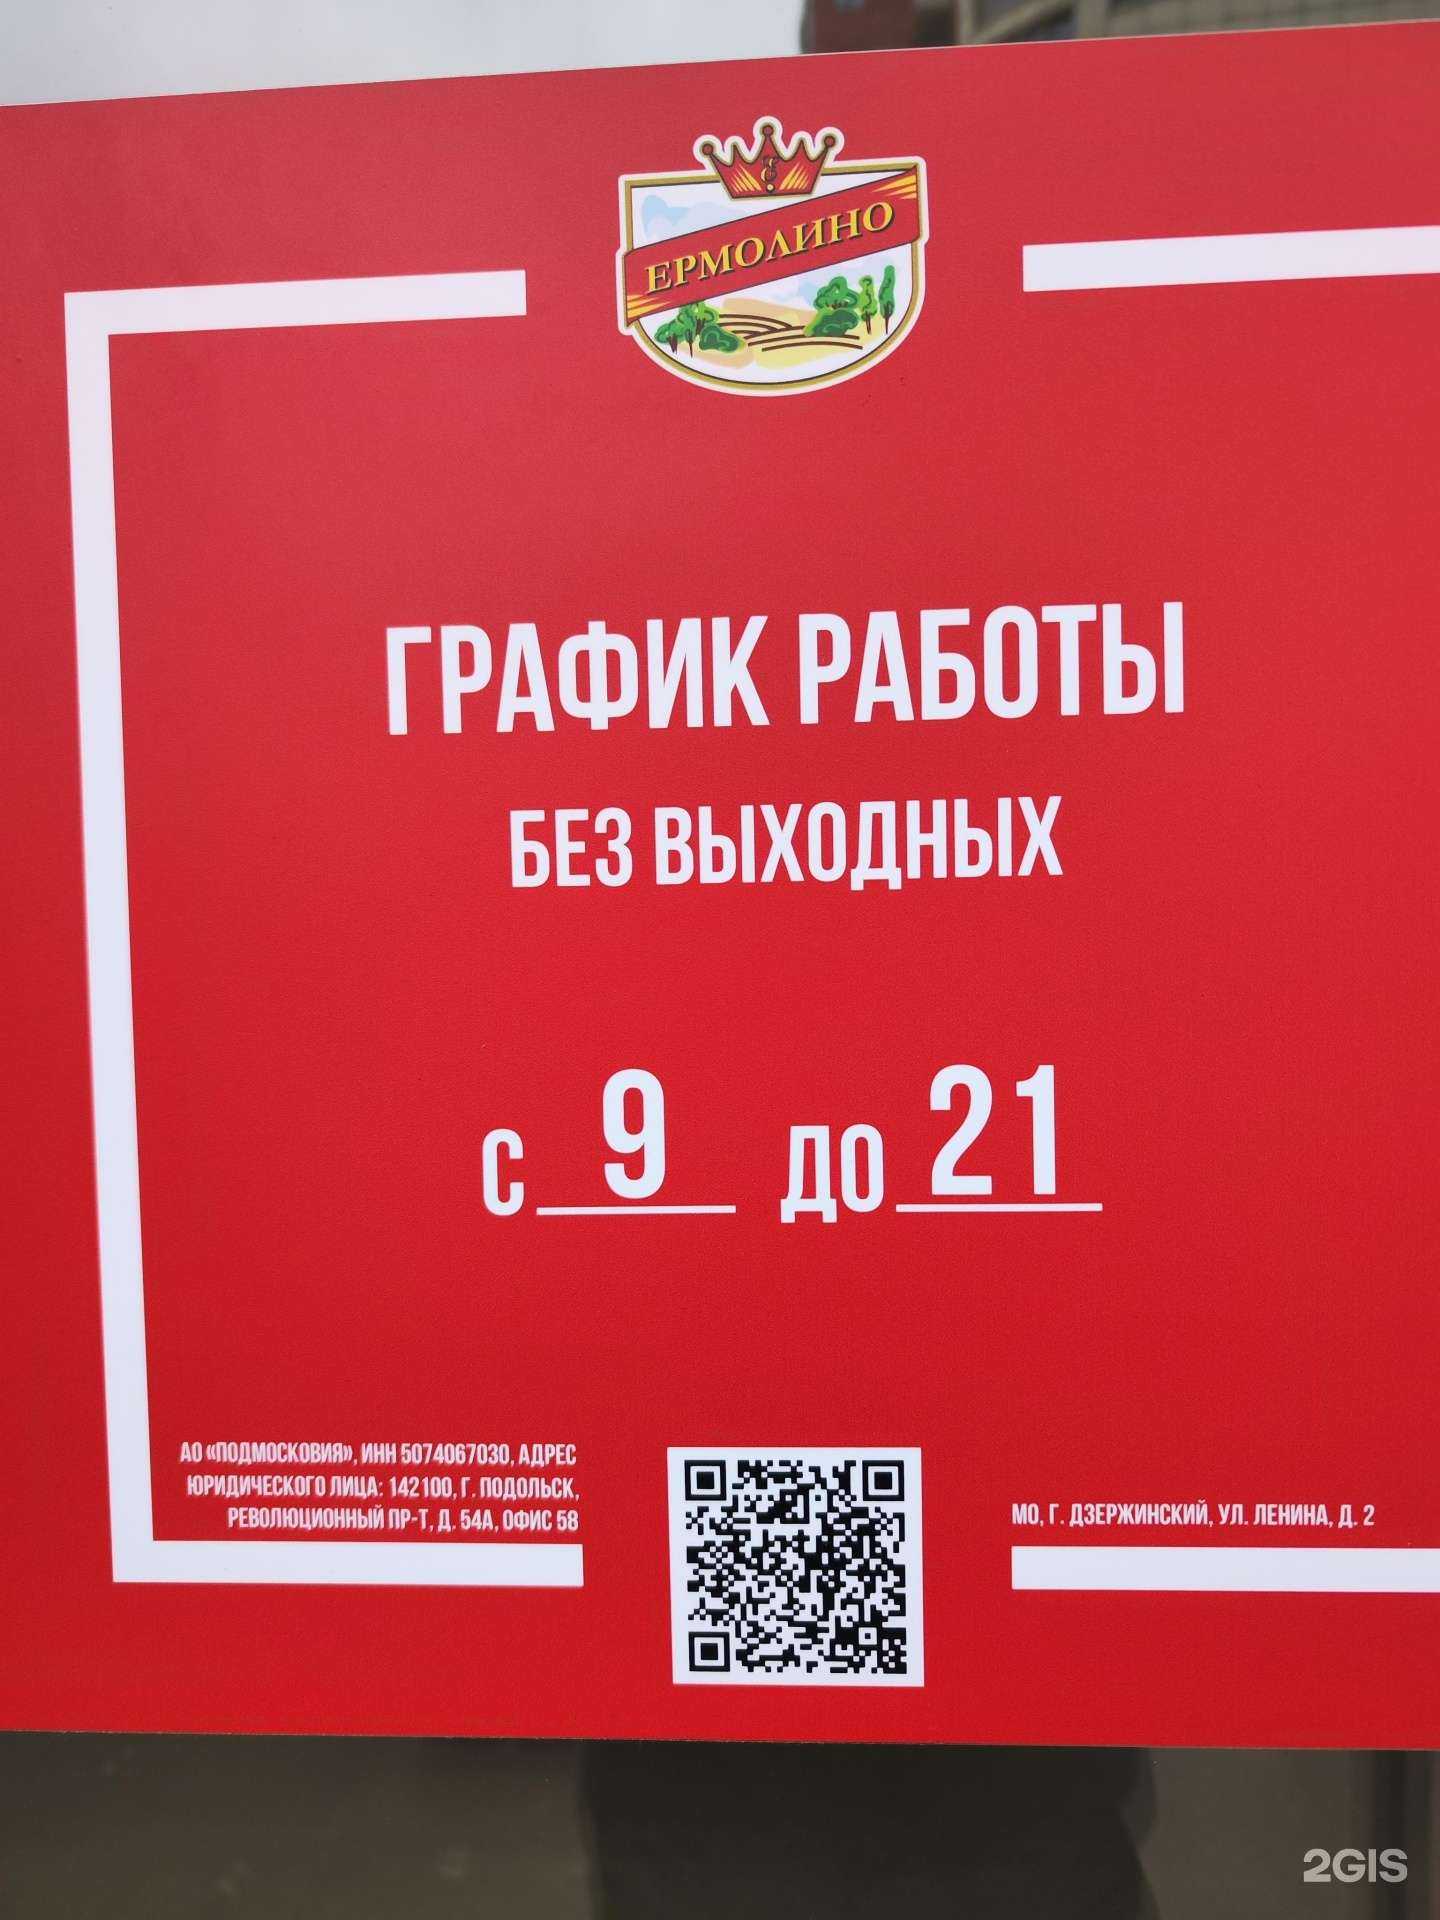 ЕРМОЛИНО
ГРАФИК РАБОТЫ
БЕЗ ВЫХОДНЫХ
С 9 ДО 21
АО «ПОДМОСКОВИЯ», ИНН 5074067030, АДРЕС
ЮРИДИЧЕСКОГО ЛИЦА: 142100, Г. ПОДОЛЬСК,
РЕВОЛЮЦИОННЫЙ ПР-Т, Д. 54А, ОФИС 58
МО, Г. ДЗЕРЖИНСКИЙ, УЛ. ЛЕНИНА, Д. 2
2GIS